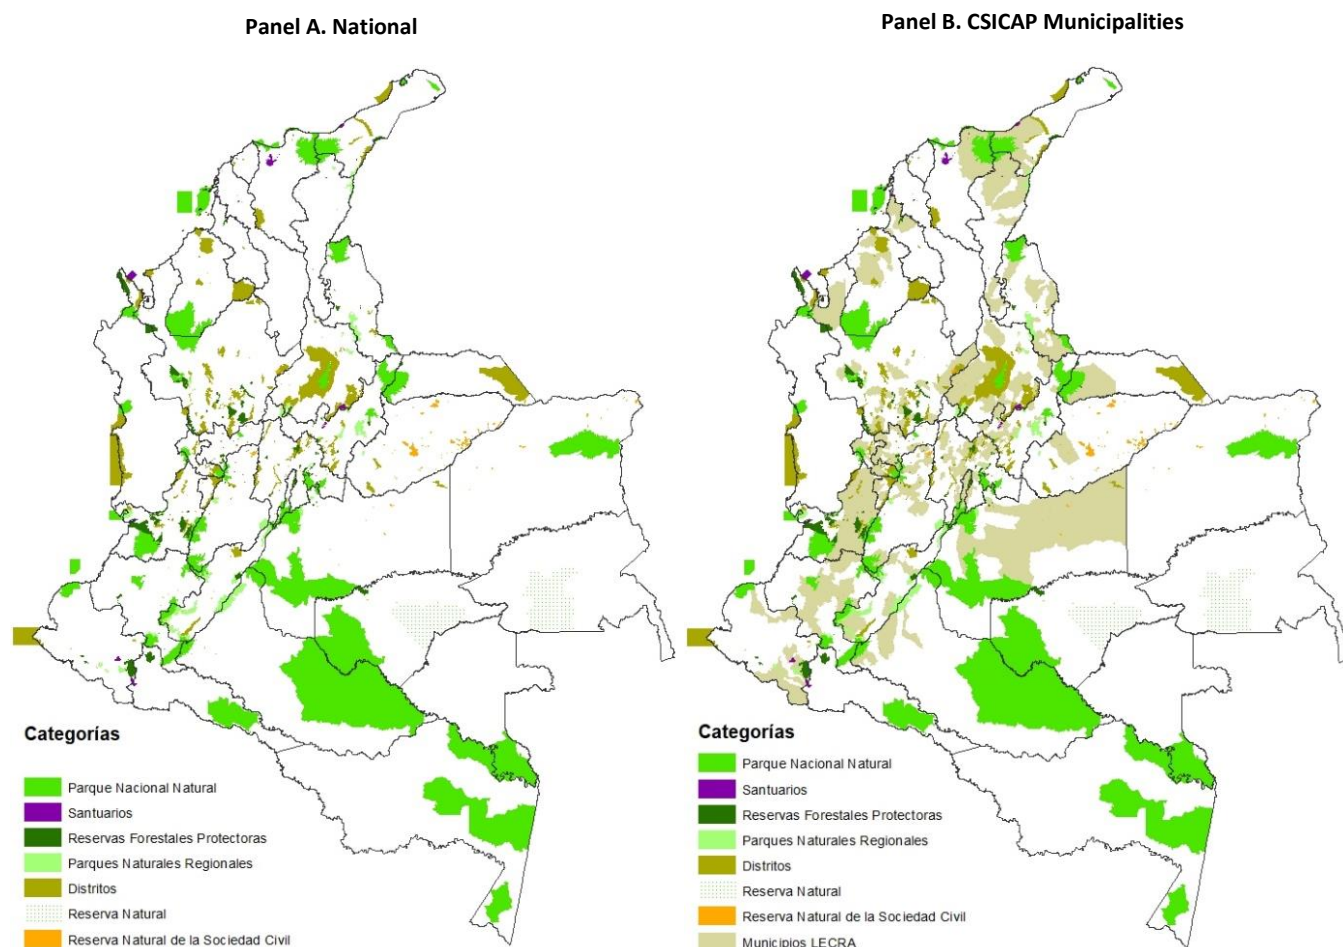 Panel A. National
Panel B. CSICAP Municipalities
Categorías
Parque Nacional Natural
Santuarios
Reservas Forestales Protectoras
Parques Naturales Regionales
Distritos
Reserva Natural
Reserva Natural de la Sociedad Civil
Categorías
Parque Nacional Natural
Santuarios
Reservas Forestales Protectoras
Parques Naturales Regionales
Distritos
Reserva Natural
Reserva Natural de la Sociedad Civil
Municipios LECRA